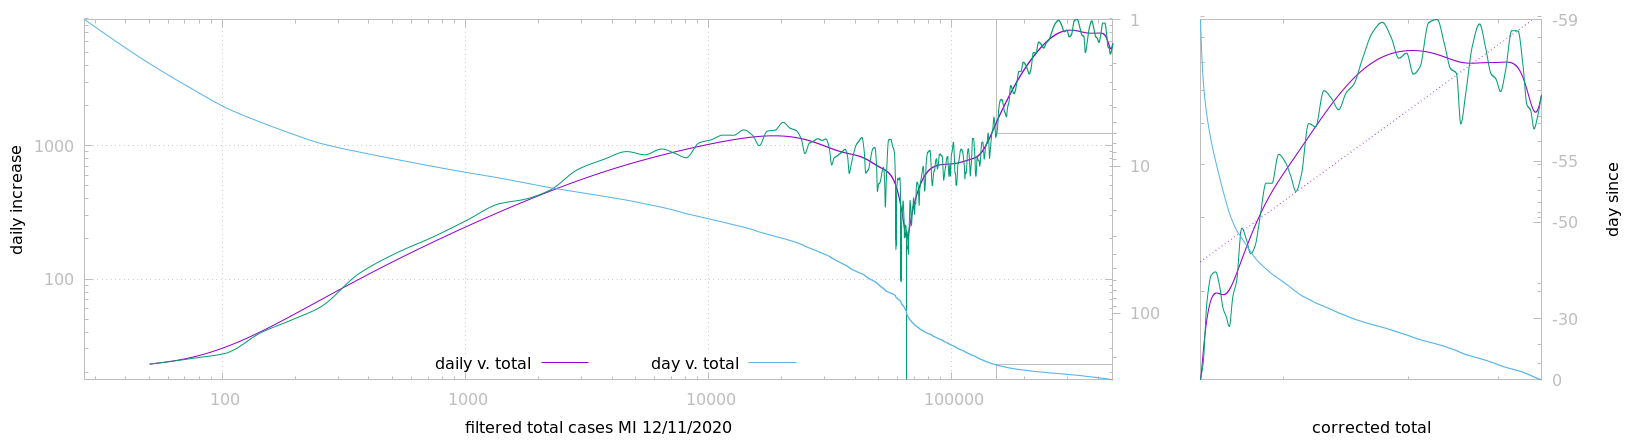 daily increase
1000
100
daily v. total
day v. total
100
1000
10000
100000
filtered total cases MI 12/11/2020
1
10
100
-59
-55
-50
-30
0
day since
corrected total